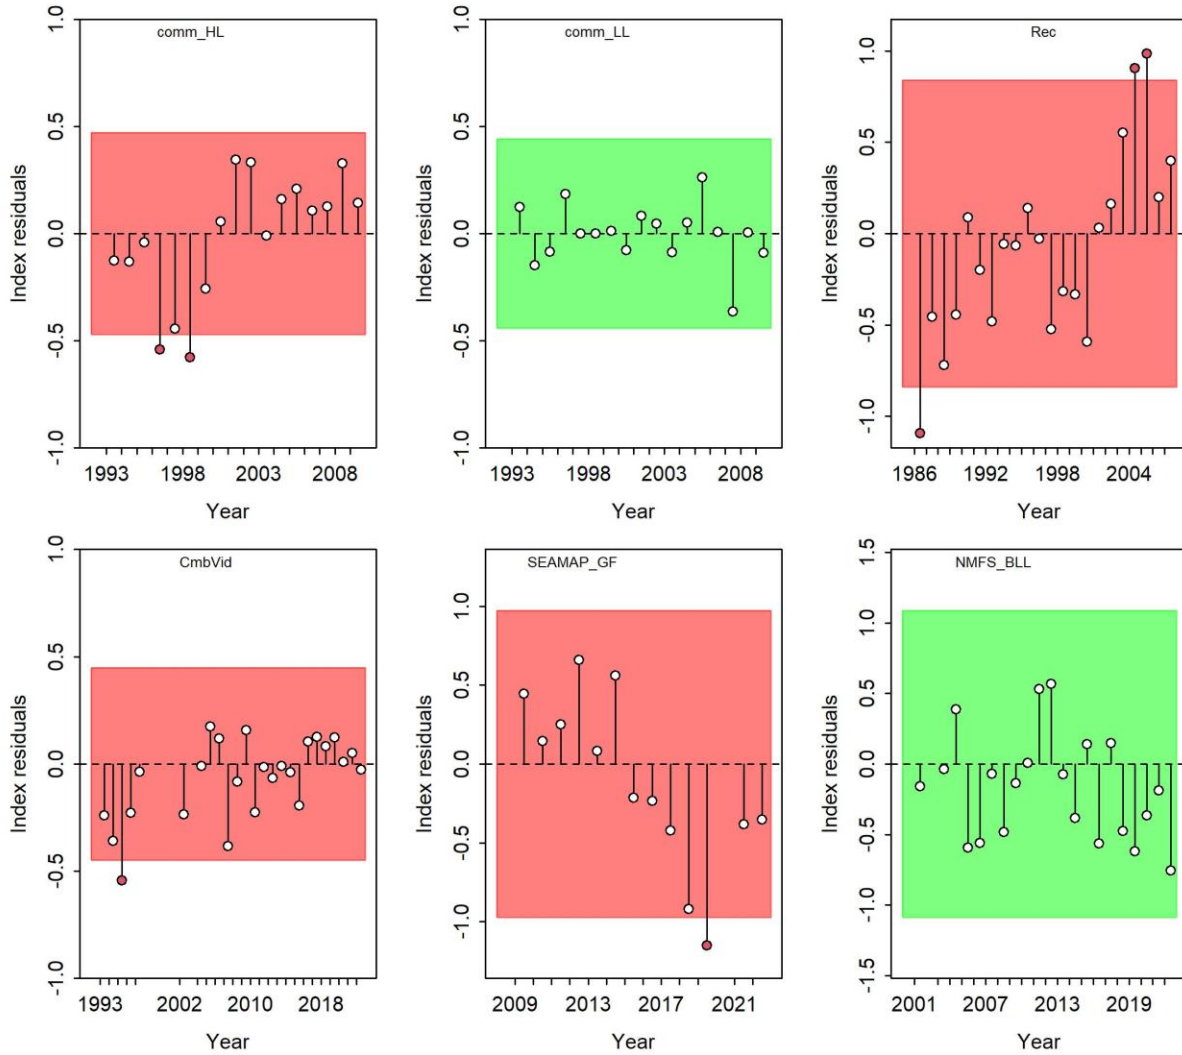 comm_HL
1.0
0.5
0.0
-0.5
-1.0
Index residuals
1993 1998 2003 2008
Year
comm_LL
1.0
0.5
0.0
-0.5
-1.0
Index residuals
1993 1998 2003 2008
Year
Rec
1.0
0.5
0.0
-0.5
-1.0
Index residuals
1986 1992 1998 2004
Year
CmbVid
1.0
0.5
0.0
-0.5
-1.0
Index residuals
1993 2002 2010 2018
Year
SEAMAP_GF
1.0
0.5
0.0
-0.5
-1.0
Index residuals
2009 2013 2017 2021
Year
NMFS_BLL
1.5
1.0
0.5
0.0
-0.5
-1.0
-1.5
Index residuals
2001 2007 2013 2019
Year